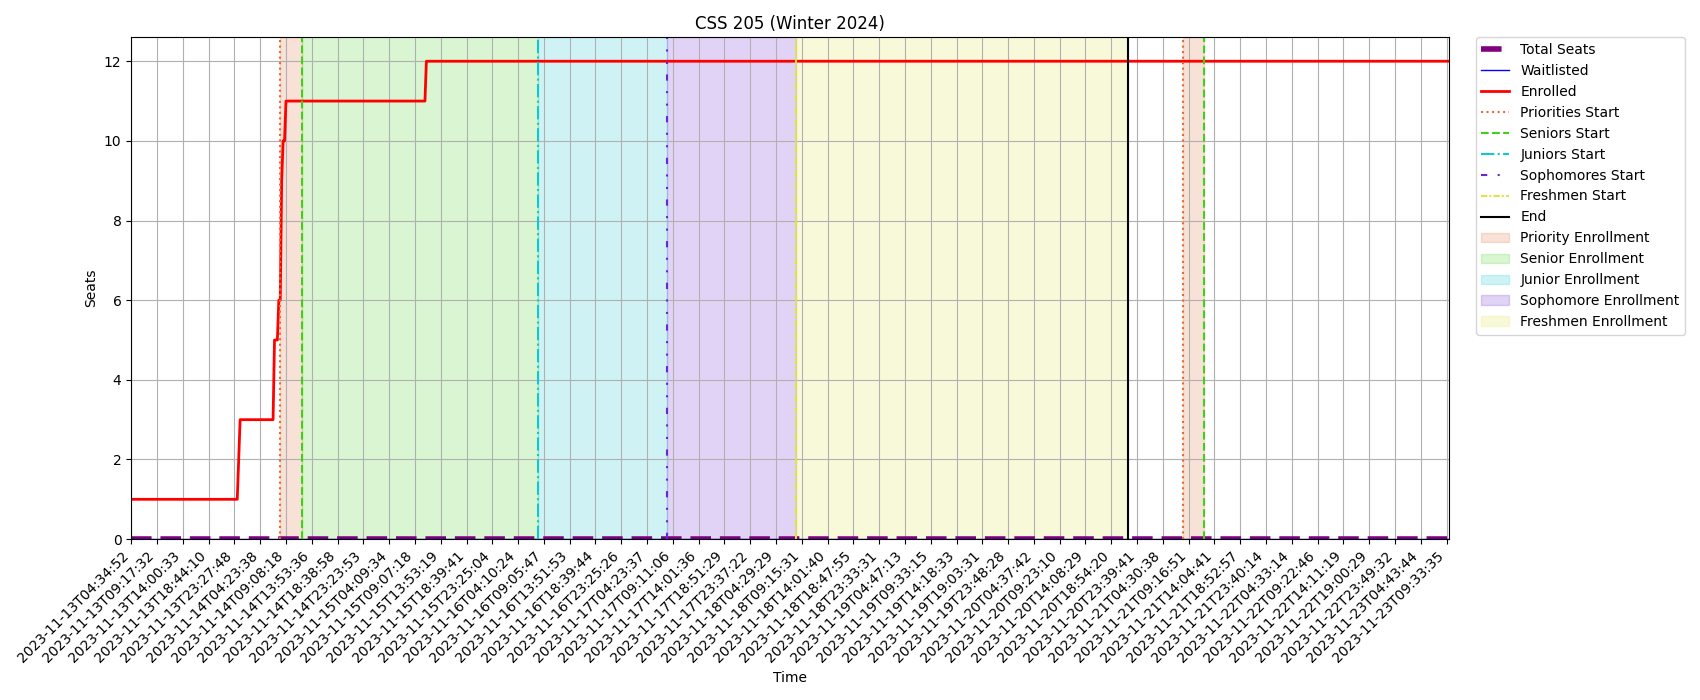 CSS 205 (Winter 2024)
Total Seats
Waitlisted
Enrolled
Priorities Start
Seniors Start
Juniors Start
Sophomores Start
Freshmen Start
End
Priority Enrollment
Senior Enrollment
Junior Enrollment
Sophomore Enrollment
Freshmen Enrollment
Seats
12
10
8
6
4
2
0
2023-11-13T04:34:52
2023-11-13T09:17:32
2023-11-13T14:00:33
2023-11-13T18:44:10
2023-11-13T23:27:48
2023-11-14T04:23:38
2023-11-14T09:08:18
2023-11-14T13:53:36
2023-11-14T18:38:58
2023-11-14T23:23:53
2023-11-15T04:09:34
2023-11-15T09:07:18
2023-11-15T13:53:19
2023-11-15T18:39:41
2023-11-15T23:25:04
2023-11-16T04:10:24
2023-11-16T09:05:47
2023-11-16T13:51:53
2023-11-16T18:39:44
2023-11-16T23:25:26
2023-11-17T04:23:37
2023-11-17T09:11:06
2023-11-17T14:01:36
2023-11-17T18:51:29
2023-11-17T23:37:22
2023-11-18T04:29:29
2023-11-18T09:15:31
2023-11-18T14:01:40
2023-11-18T18:47:55
2023-11-18T23:33:31
2023-11-19T04:47:13
2023-11-19T09:33:15
2023-11-19T14:18:33
2023-11-19T19:03:31
2023-11-19T23:48:28
2023-11-20T04:37:42
2023-11-20T09:23:10
2023-11-20T14:08:29
2023-11-20T18:54:20
2023-11-20T23:39:41
2023-11-21T04:30:38
2023-11-21T09:16:51
2023-11-21T14:04:41
2023-11-21T18:52:57
2023-11-21T23:40:14
2023-11-22T04:33:14
2023-11-22T09:22:46
2023-11-22T14:11:19
2023-11-22T19:00:29
2023-11-22T23:49:32
2023-11-23T04:43:44
2023-11-23T09:33:35
Time